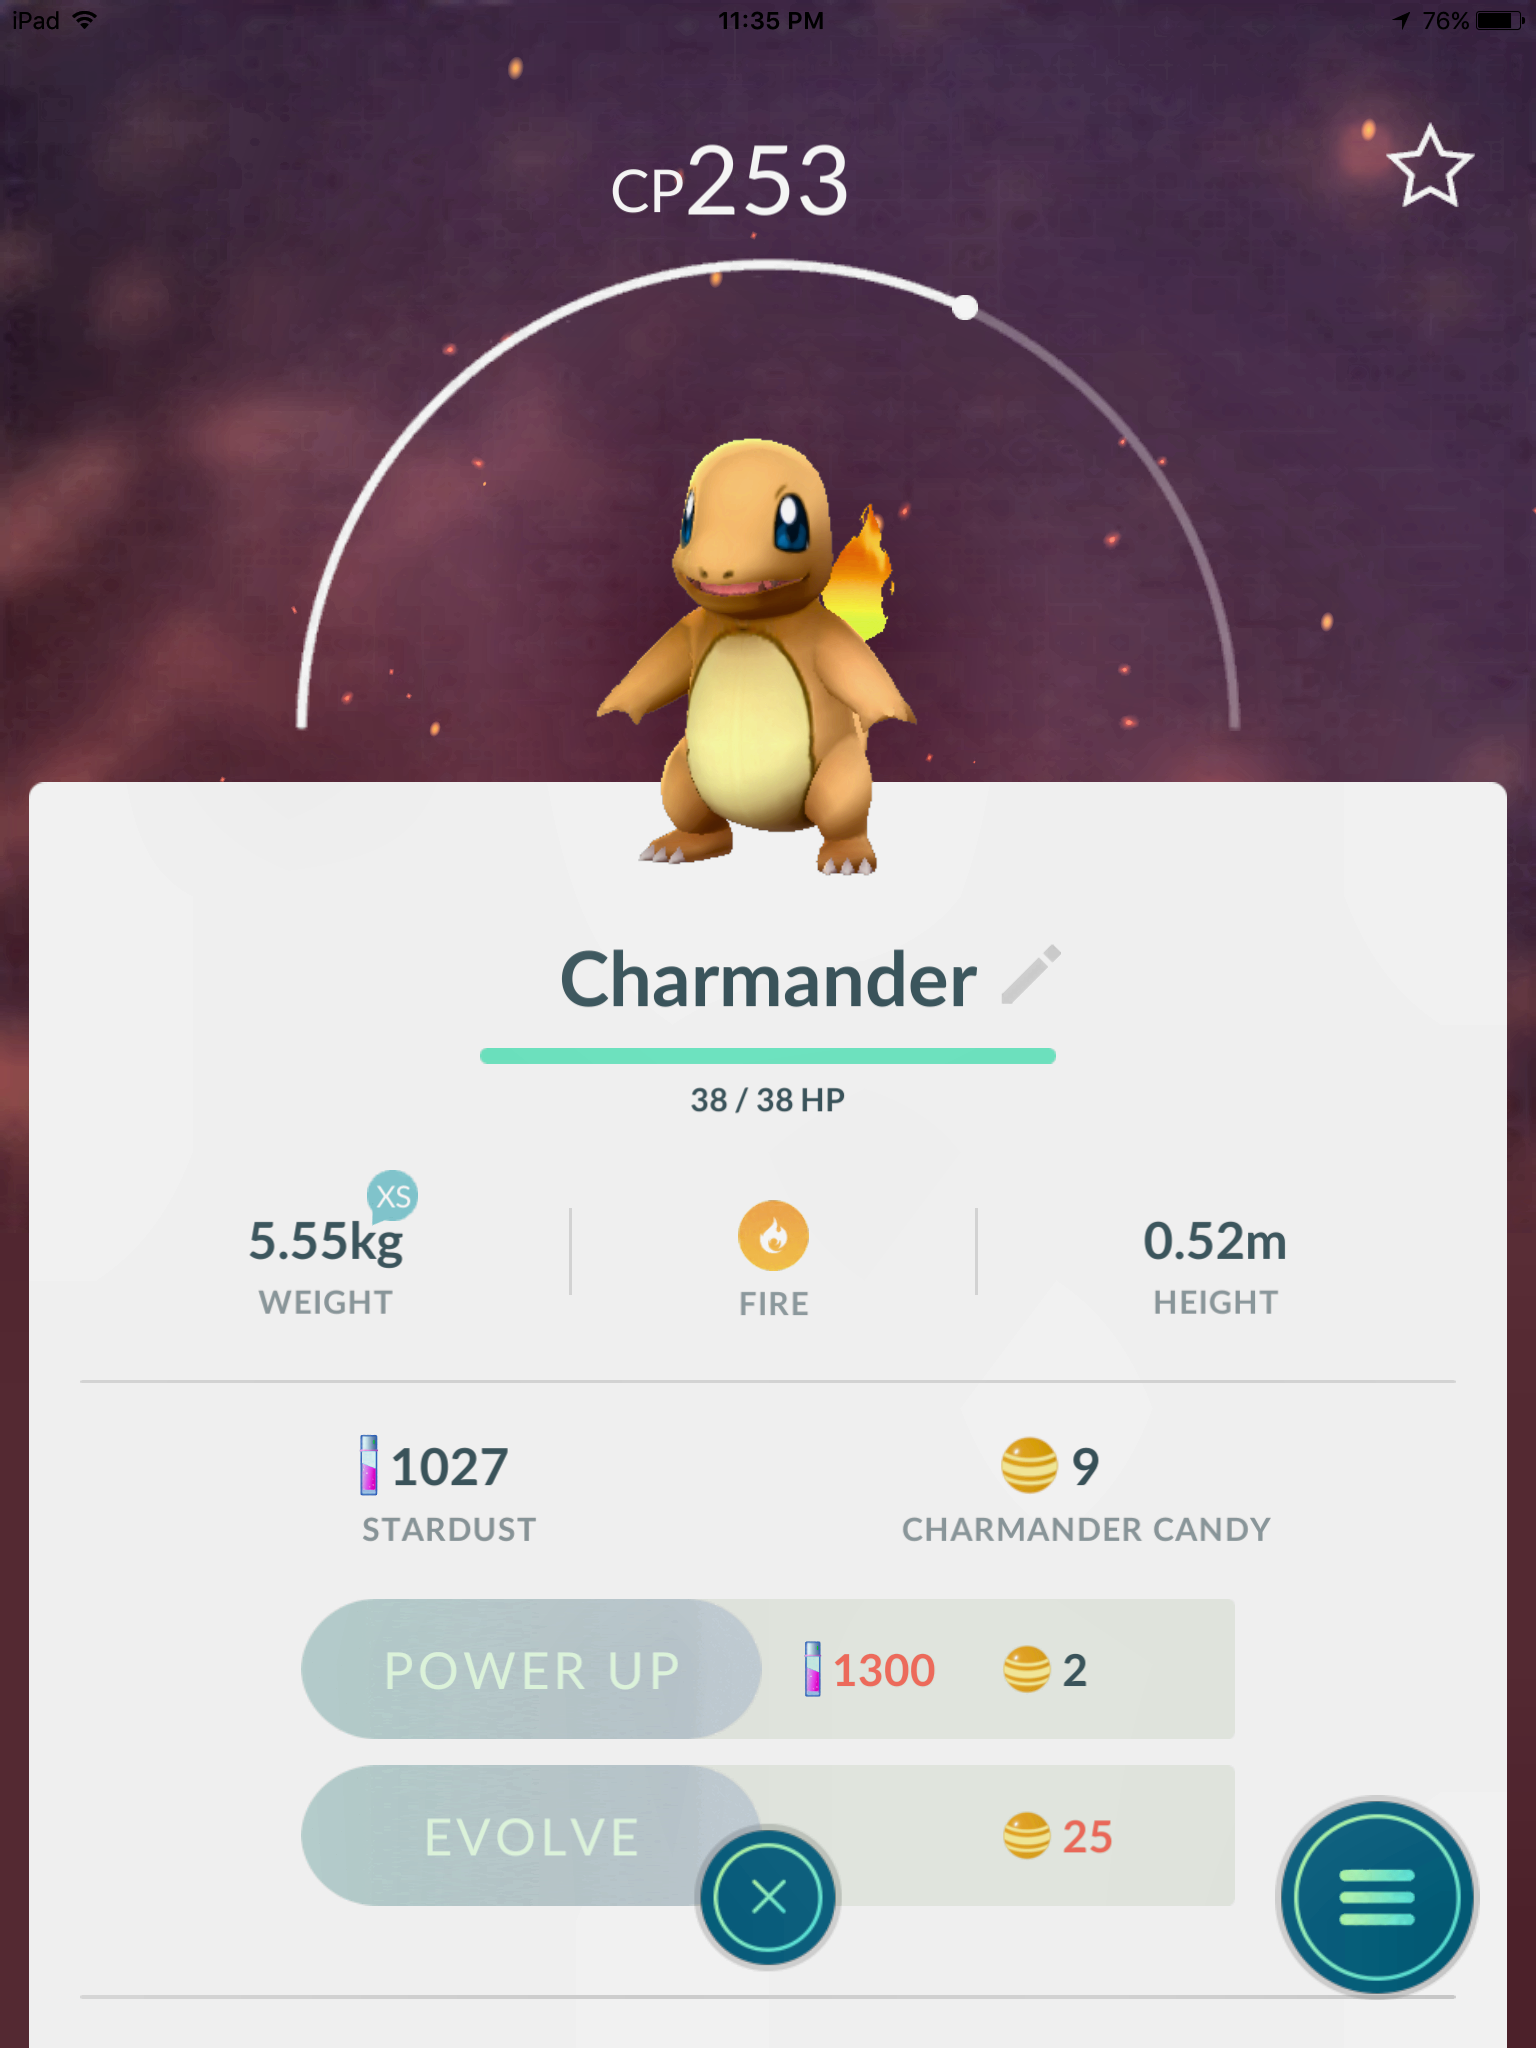 iPad 11:35 PM 76%
CP253
Charmander
38 / 38 HP
XS
5.55kg 0.52m
WEIGHT FIRE HEIGHT
1027 9
STARDUST CHARMANDER CANDY
POWER UP 1300 2
EVOLVE 25